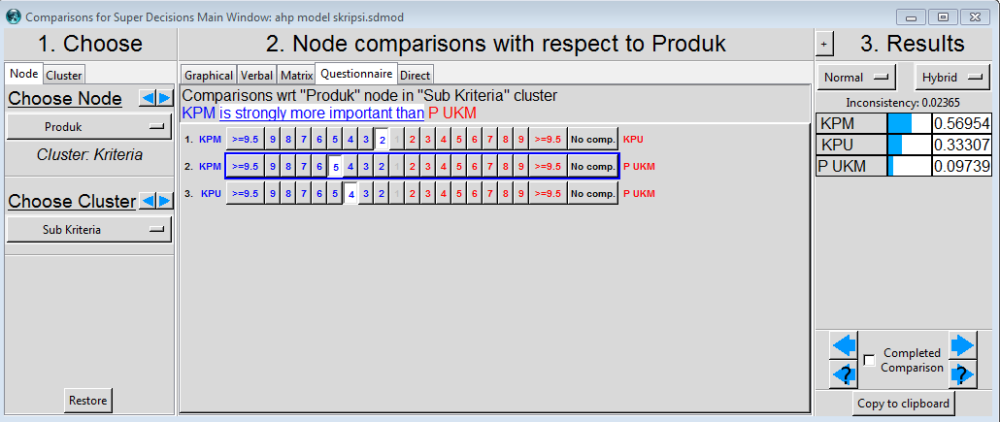 Comparisons for Super Decisions Main Window: ahp model skripsi.sdmod
1. Choose
Node Cluster
Choose Node
Produk
Cluster: Kriteria
Choose Cluster
Sub Kriteria
Restore
2. Node comparisons with respect to Produk
Graphical Verbal Matrix Questionnaire Direct
Comparisons wrt "Produk" node in "Sub Kriteria" cluster
KPM is strongly more important than P UKM
1. KPM >=9.5 9 8 7 6 5 4 3 2 1 2 3 4 5 6 7 8 9 >=9.5 No comp. KPU
2. KPM >=9.5 9 8 7 6 5 4 3 2 1 2 3 4 5 6 7 8 9 >=9.5 No comp. P UKM
3. KPU >=9.5 9 8 7 6 5 4 3 2 1 2 3 4 5 6 7 8 9 >=9.5 No comp. P UKM
+ 3. Results
Normal Hybrid
Inconsistency: 0.02365
KPM 0.56954
KPU 0.33307
P UKM 0.09739
Completed
Comparison
? ?
Copy to clipboard